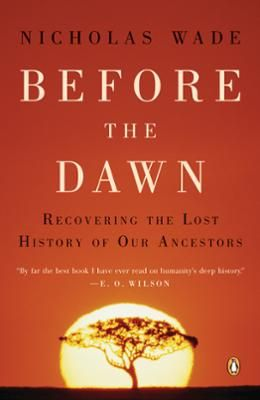 NICHOLAS WADE
BEFORE
THE
DAWN
RECOVERING THE LOST
HISTORY OF OUR ANCESTORS
"By far the best book I have ever read on humanity's deep history."
—E. O. WILSON